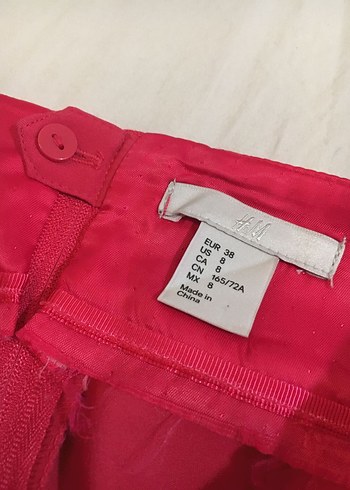 H&M
EUR 38
US 8
CA 8
CN 165/72A
MX 8
Made in
China